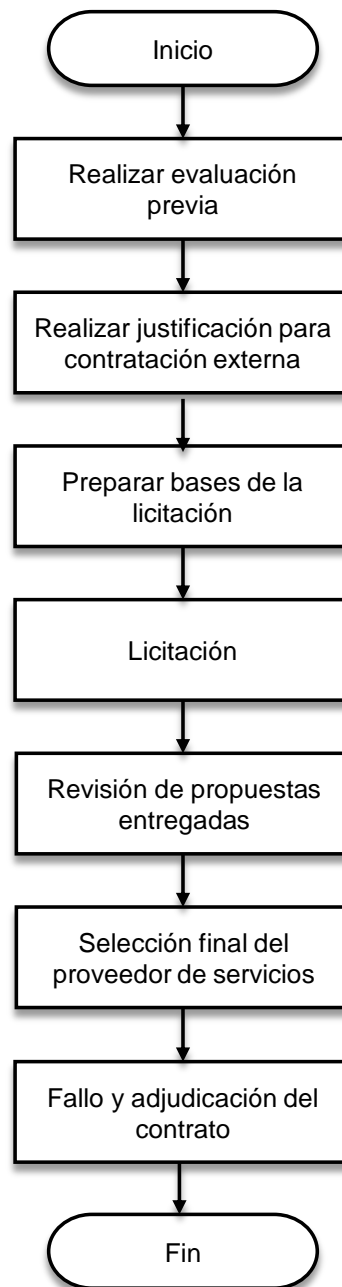 Inicio
Realizar evaluación
previa
Realizar justificación para
contratación externa
Preparar bases de la
licitación
Licitación
Revisión de propuestas
entregadas
Selección final del
proveedor de servicios
Fallo y adjudicación del
contrato
Fin